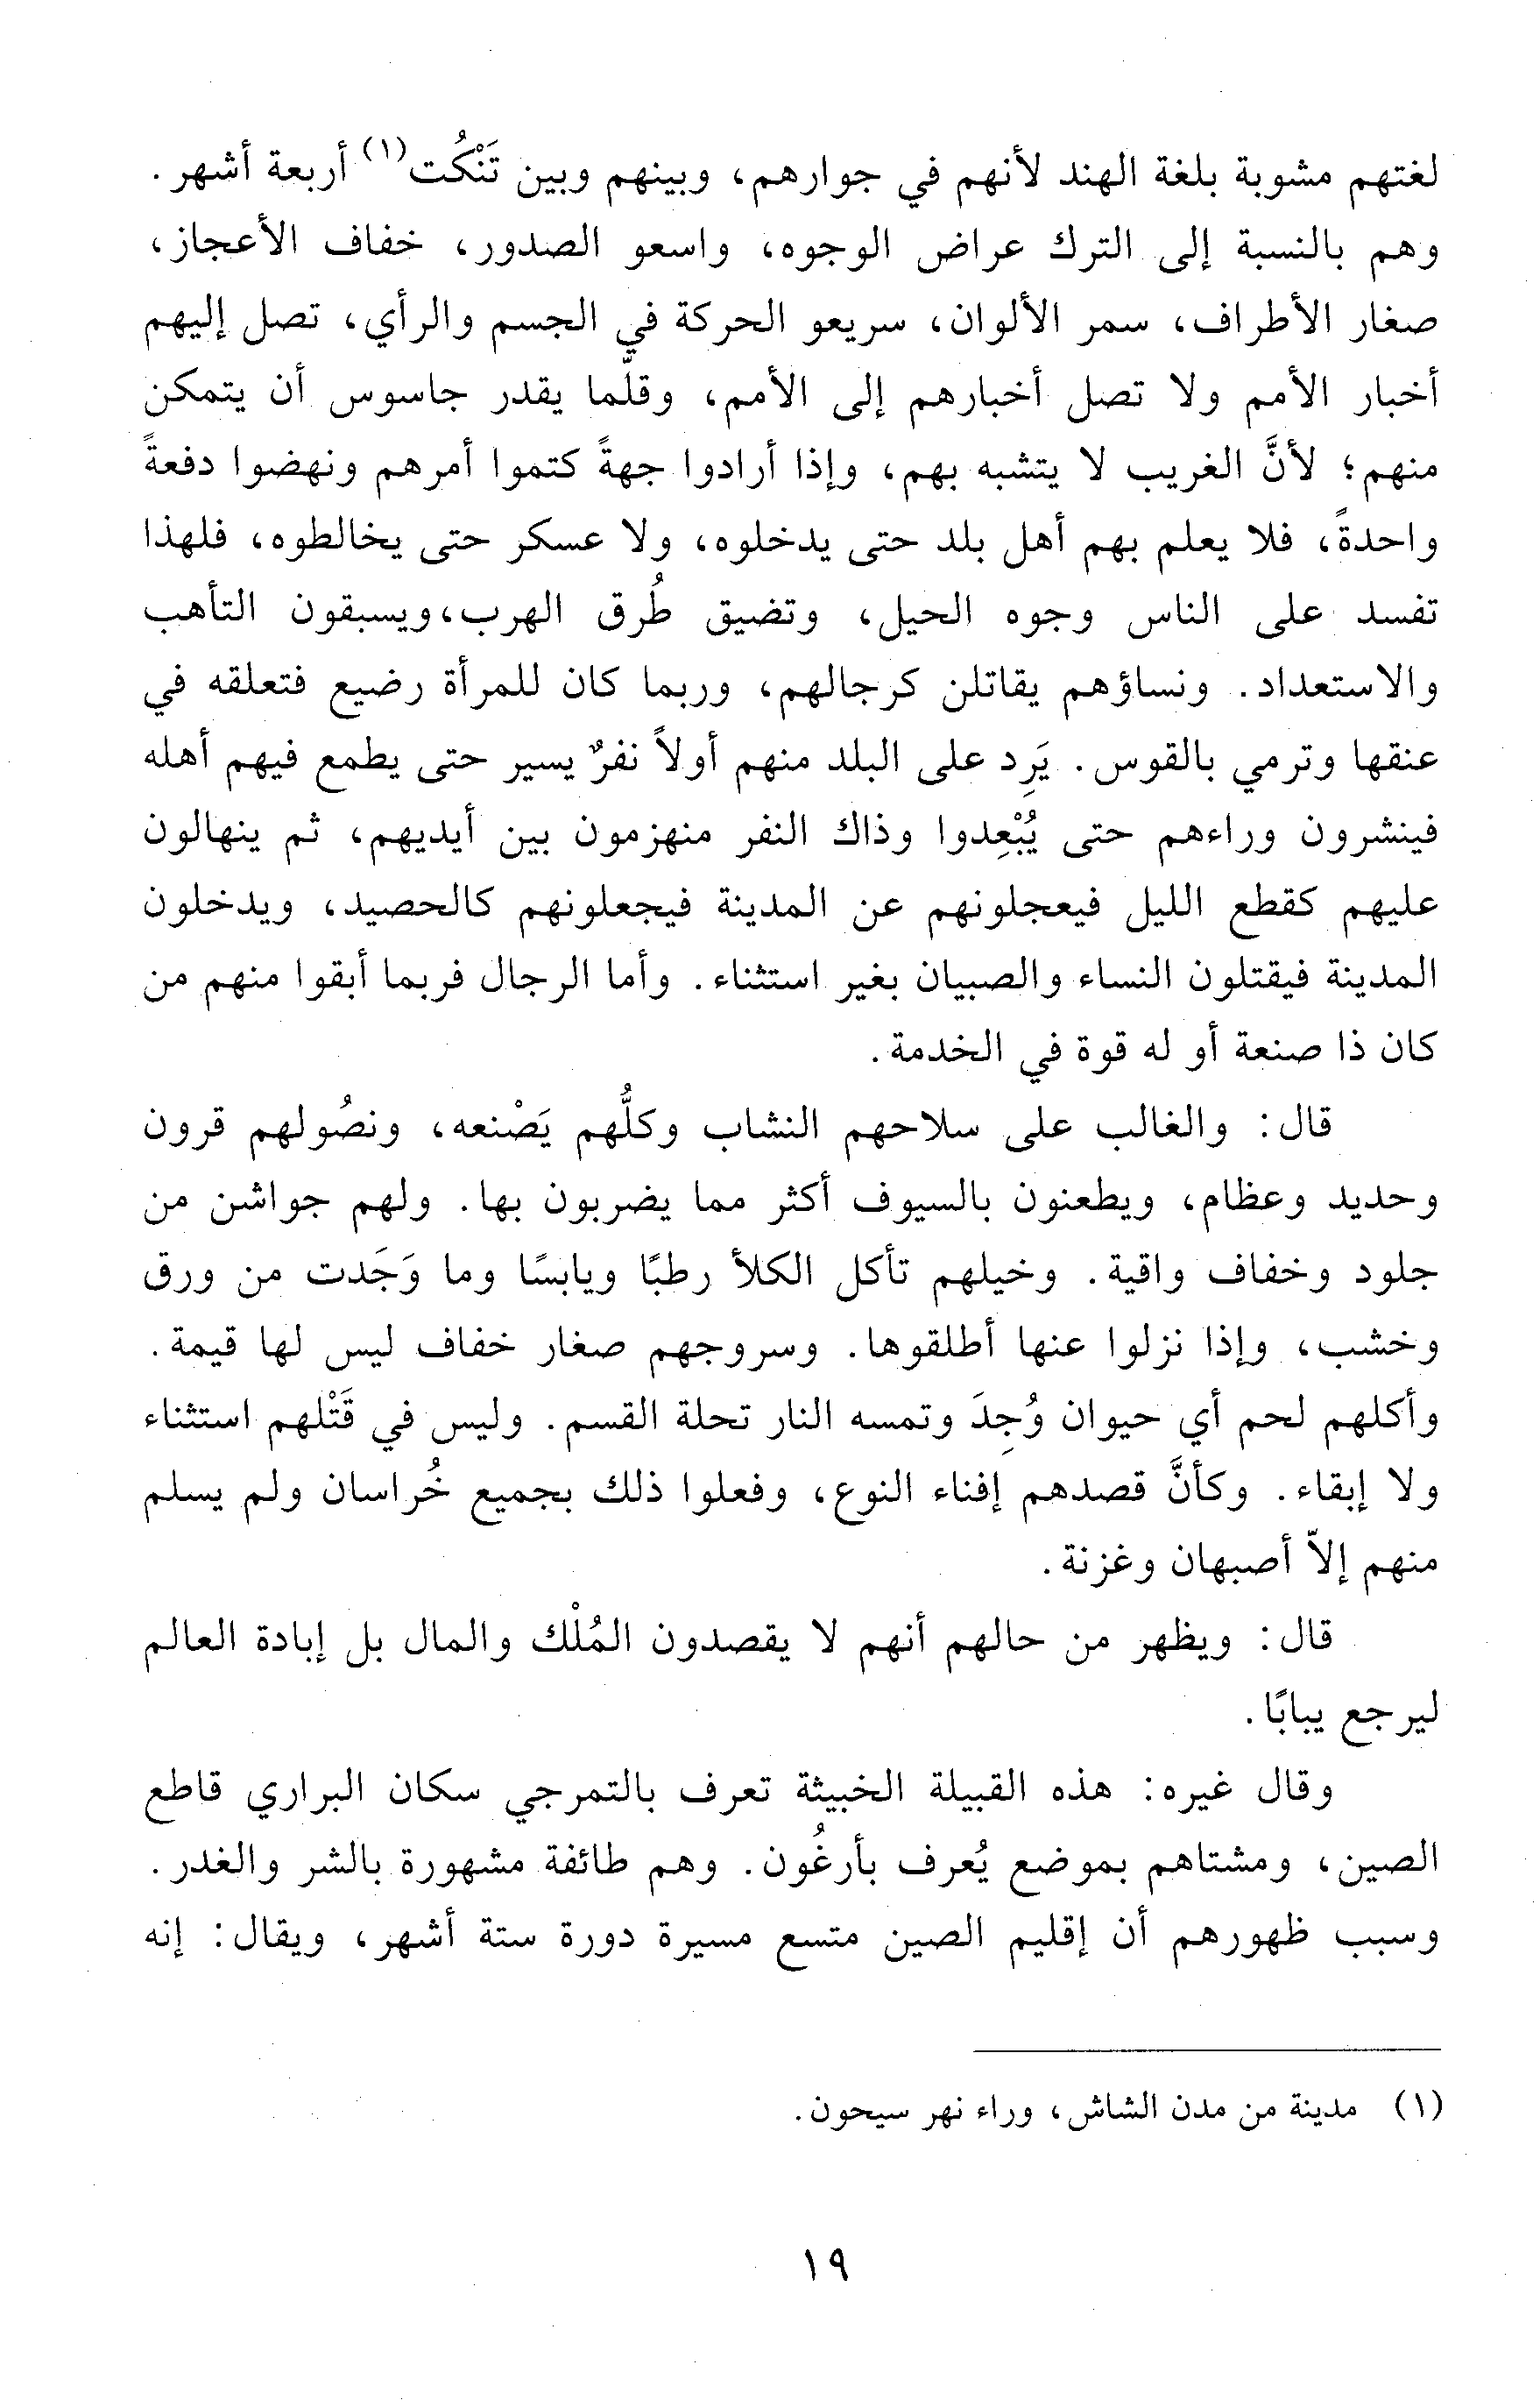 لغتهم مشوبة بلغة الهند لأنهم في جوارهم، وبينهم وبين تَنْكُت(١) أربعة أشهر.
وهم بالنسبة إلى الترك عراض الوجوه، واسعو الصدور، خفاف الأعجاز،
صغار الأطراف، سمر الألوان، سريعو الحركة في الجسم والرأي، تصل إليهم
أخبار الأمم ولا تصل أخبارهم إلى الأمم، وقلَّما يقدر جاسوس أن يتمكن
منهم؛ لأنَّ الغريب لا يتشبه بهم، وإذا أرادوا جهةً كتموا أمرهم ونهضوا دفعةً
واحدةً، فلا يعلم بهم أهل بلد حتى يدخلوه، ولا عسكر حتى يخالطوه، فلهذا
تفسد على الناس وجوه الحيل، وتضيق طُرق الهرب،ويسبقون التأهب
والاستعداد. ونساؤهم يقاتلن كرجالهم، وربما كان للمرأة رضيع فتعلقه في
عنقها وترمي بالقوس. يَرِد على البلد منهم أولاً نفرٌ يسير حتى يطمع فيهم أهله
فينشرون وراءهم حتى يُبْعِدوا وذاك النفر منهزمون بين أيديهم، ثم ينهالون
عليهم كقطع الليل فيعجلونهم عن المدينة فيجعلونهم كالحصيد، ويدخلون
المدينة فيقتلون النساء والصبيان بغير استثناء. وأما الرجال فربما أبقوا منهم من
كان ذا صنعة أو له قوة في الخدمة.
قال: والغالب على سلاحهم النشاب وكلُّهم يَصْنعه، ونصُولهم قرون
وحديد وعظام، ويطعنون بالسيوف أكثر مما يضربون بها. ولهم جواشن من
جلود وخفاف واقية. وخيلهم تأكل الكلأ رطبًا ويابسًا وما وَجَدت من ورق
وخشب، وإذا نزلوا عنها أطلقوها. وسروجهم صغار خفاف ليس لها قيمة.
وأكلهم لحم أي حيوان وُجِدَ وتمسه النار تحلة القسم. وليس في قَتْلهم استثناء
ولا إبقاء. وكأنَّ قصدهم إفناء النوع، وفعلوا ذلك بجميع خُراسان ولم يسلم
منهم إلاّ أصبهان وغزنة.
قال: ويظهر من حالهم أنهم لا يقصدون المُلْك والمال بل إبادة العالم
ليرجع يبابًا.
وقال غيره: هذه القبيلة الخبيثة تعرف بالتمرجي سكان البراري قاطع
الصين، ومشتاهم بموضع يُعرف بأرغُون. وهم طائفة مشهورة بالشر والغدر.
وسبب ظهورهم أن إقليم الصين متسع مسيرة دورة ستة أشهر، ويقال: إنه
(١) مدينة من مدن الشاش، وراء نهر سيحون.
١٩